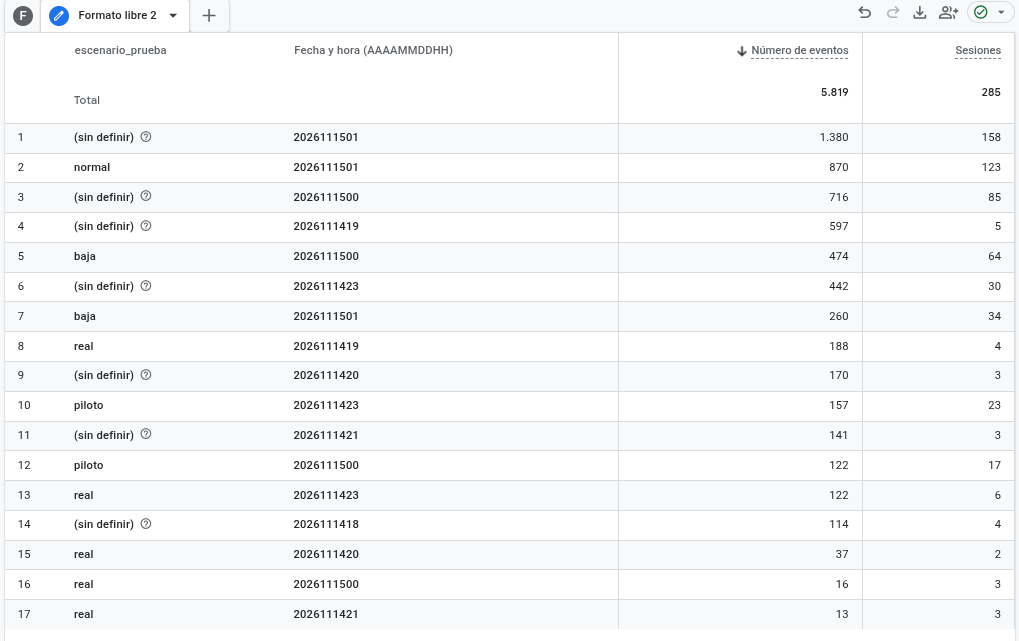 F Formato libre 2
escenario_prueba Fecha y hora (AAAAMMDDHH) Número de eventos Sesiones
Total 5.819 285
1 (sin definir) 2026111501 1.380 158
2 normal 2026111501 870 123
3 (sin definir) 2026111500 716 85
4 (sin definir) 2026111419 597 5
5 baja 2026111500 474 64
6 (sin definir) 2026111423 442 30
7 baja 2026111501 260 34
8 real 2026111419 188 4
9 (sin definir) 2026111420 170 3
10 piloto 2026111423 157 23
11 (sin definir) 2026111421 141 3
12 piloto 2026111500 122 17
13 real 2026111423 122 6
14 (sin definir) 2026111418 114 4
15 real 2026111420 37 2
16 real 2026111500 16 3
17 real 2026111421 13 3